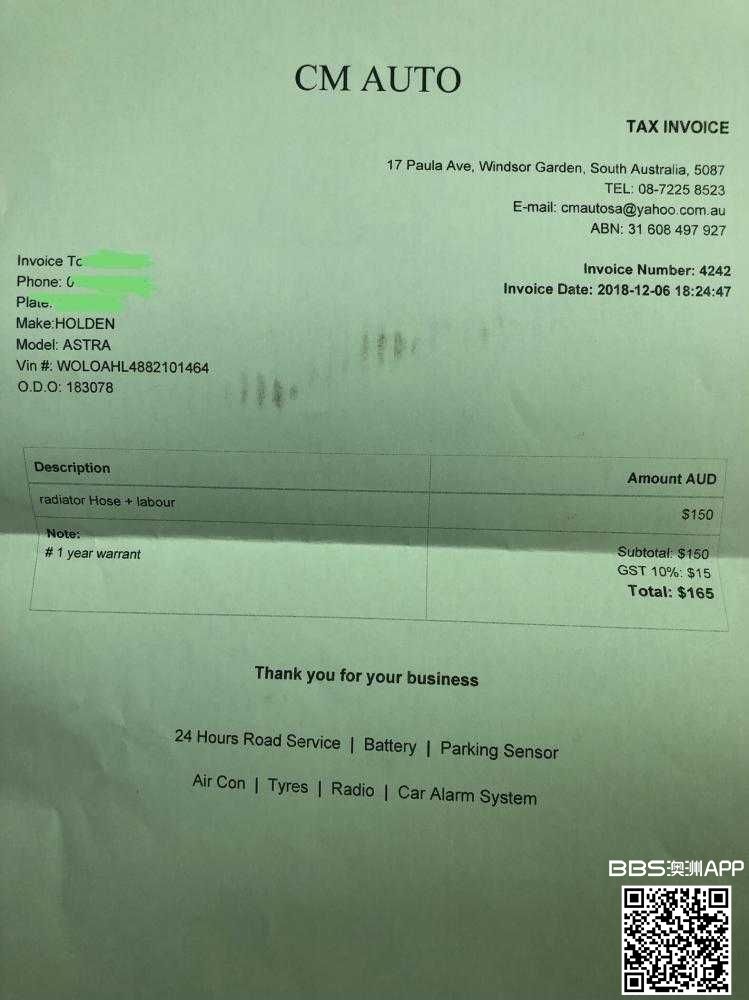 CM AUTO
TAX INVOICE
17 Paula Ave, Windsor Garden, South Australia, 5087
TEL: 08-7225 8523
E-mail: cmautosa@yahoo.com.au
ABN: 31 608 497 927
Invoice Number: 4242
Invoice Date: 2018-12-06 18:24:47
Invoice To
Phone: 0
Plate:
Make:HOLDEN
Model: ASTRA
Vin #: WOLOAHL4882101464
O.D.O: 183078
Description
Amount AUD
radiator Hose + labour
$150
Note:
# 1 year warrant
Subtotal: $150
GST 10%: $15
Total: $165
Thank you for your business
24 Hours Road Service | Battery | Parking Sensor
Air Con | Tyres | Radio | Car Alarm System
BBS澳洲APP